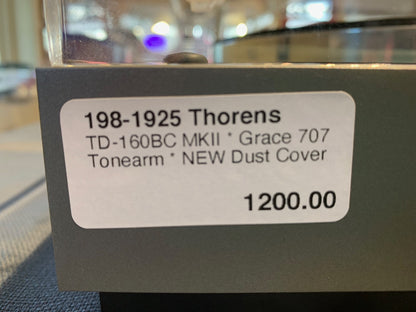 198-1925 Thorens
TD-160BC MKII * Grace 707
Tonearm * NEW Dust Cover
1200.00